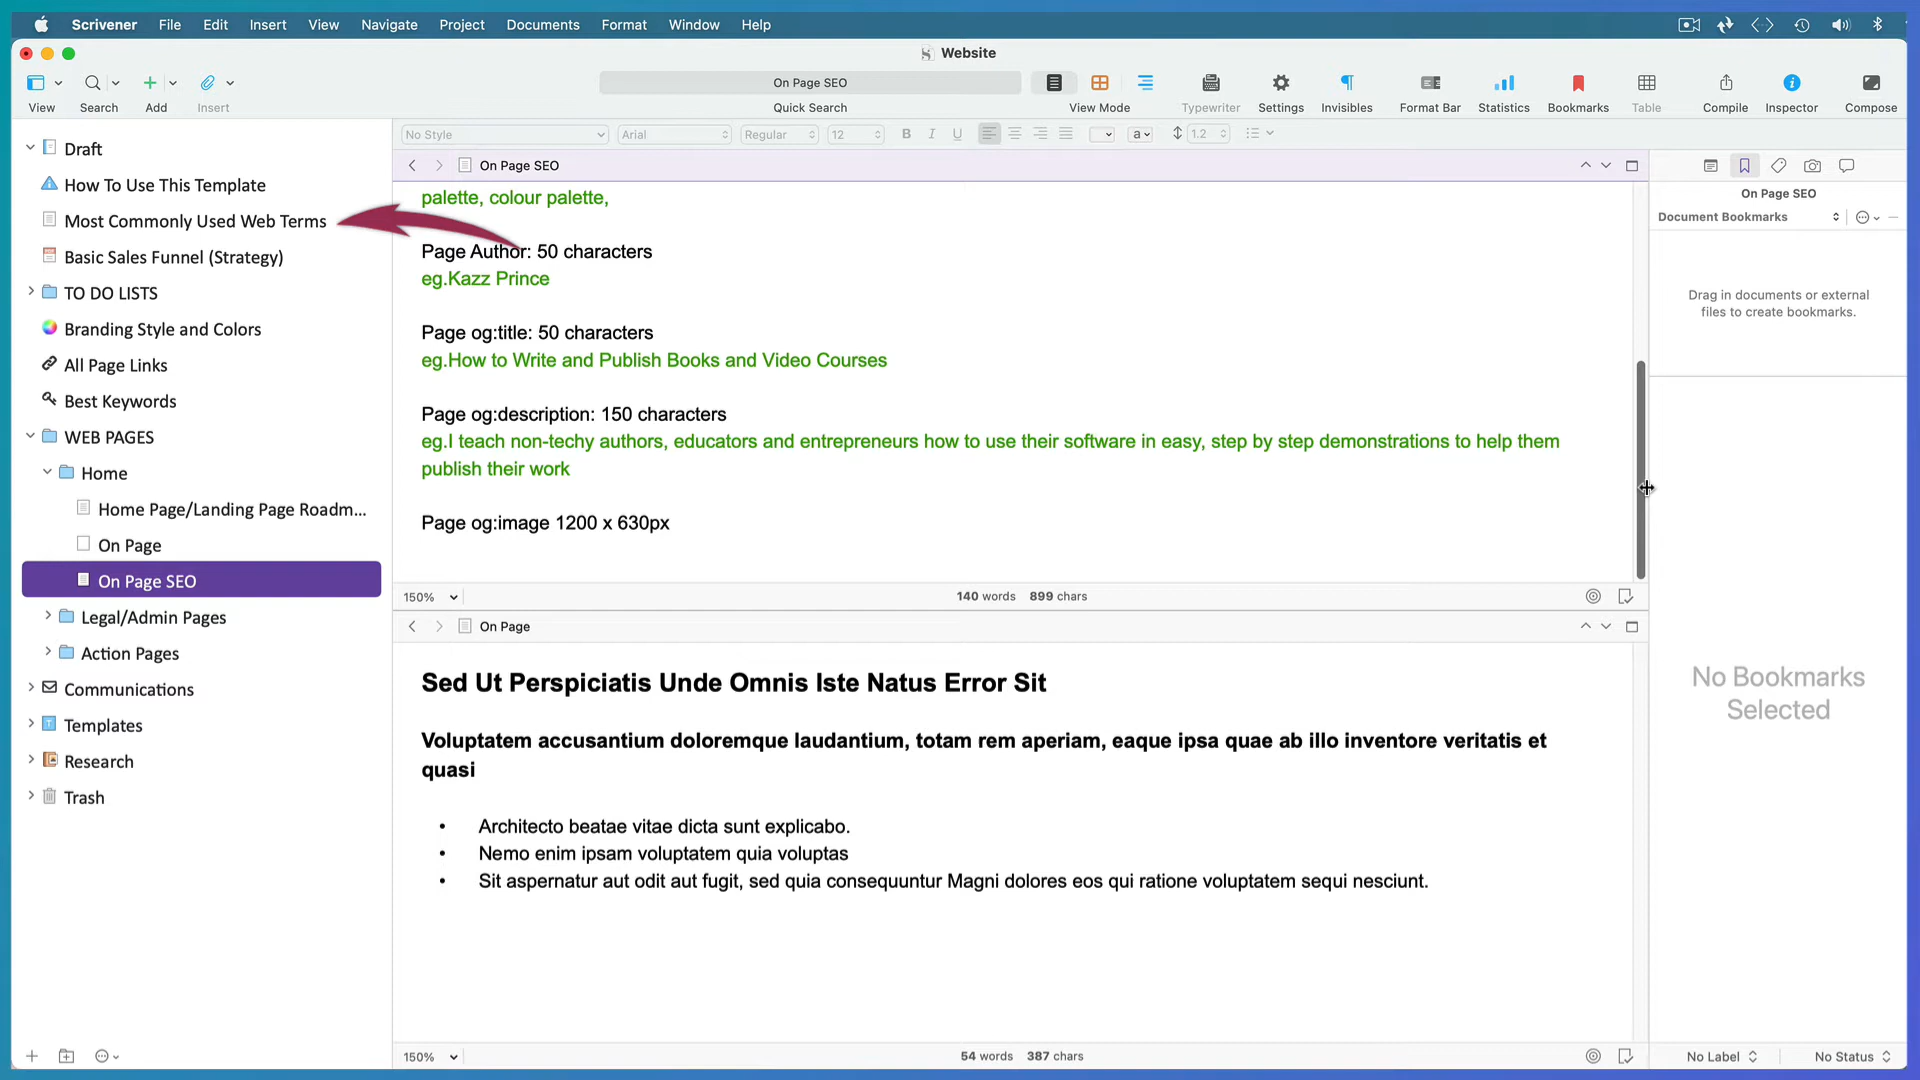 Scrivener File Edit Insert View Navigate Project Documents Format Window Help
Website
On Page SEO
View Search Add Insert Quick Search View Mode Typewriter Settings Invisibles Format Bar Statistics Bookmarks Table Compile Inspector Compose
No Style Arial Regular 12 B I U a 1.2
Draft
How To Use This Template
Most Commonly Used Web Terms
Basic Sales Funnel (Strategy)
TO DO LISTS
Branding Style and Colors
All Page Links
Best Keywords
WEB PAGES
Home
Home Page/Landing Page Roadm...
On Page
On Page SEO
Legal/Admin Pages
Action Pages
Communications
Templates
Research
Trash
On Page SEO
palette, colour palette,
Page Author: 50 characters
eg.Kazz Prince
Page og:title: 50 characters
eg.How to Write and Publish Books and Video Courses
Page og:description: 150 characters
eg.I teach non-techy authors, educators and entrepreneurs how to use their software in easy, step by step demonstrations to help them
publish their work
Page og:image 1200 x 630px
150% 140 words 899 chars
On Page
Sed Ut Perspiciatis Unde Omnis Iste Natus Error Sit
Voluptatem accusantium doloremque laudantium, totam rem aperiam, eaque ipsa quae ab illo inventore veritatis et
quasi
• Architecto beatae vitae dicta sunt explicabo.
• Nemo enim ipsam voluptatem quia voluptas
• Sit aspernatur aut odit aut fugit, sed quia consequuntur Magni dolores eos qui ratione voluptatem sequi nesciunt.
150% 54 words 387 chars
On Page SEO
Document Bookmarks
Drag in documents or external
files to create bookmarks.
No Bookmarks
Selected
No Label No Status